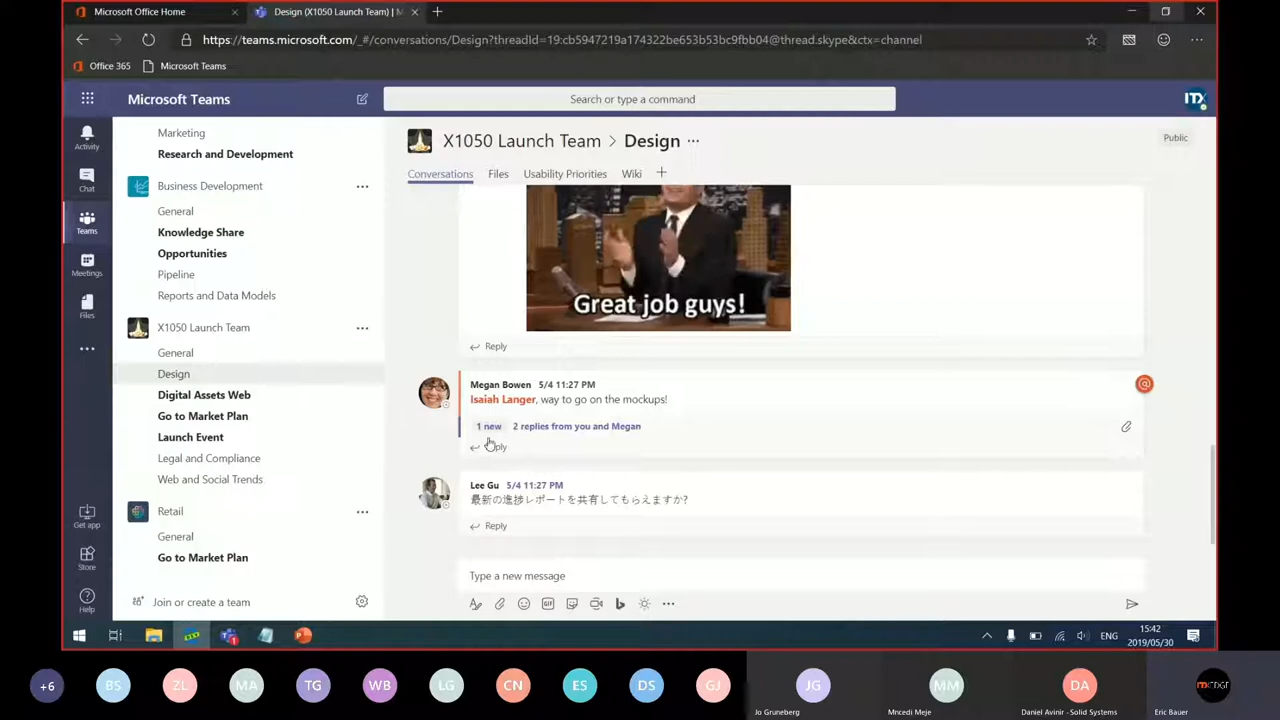 Microsoft Office Home
Design (X1050 Launch Team) | M
https://teams.microsoft.com/_#/conversations/Design?threadId=19:cb5947219a174322be653b53bc9fbb04@thread.skype&ctx=channel
Office 365
Microsoft Teams
Microsoft Teams
Search or type a command
ITX
Activity
Chat
Teams
Meetings
Files
Get app
Store
Help
Marketing
Research and Development
Business Development
General
Knowledge Share
Opportunities
Pipeline
Reports and Data Models
X1050 Launch Team
General
Design
Digital Assets Web
Go to Market Plan
Launch Event
Legal and Compliance
Web and Social Trends
Retail
General
Go to Market Plan
Join or create a team
X1050 Launch Team > Design ...
Public
Conversations
Files
Usability Priorities
Wiki
Great job guys!
Reply
Megan Bowen 5/4 11:27 PM
Isaiah Langer, way to go on the mockups!
1 new 2 replies from you and Megan
Reply
Lee Gu 5/4 11:27 PM
最新の進捗レポートを共有してもらえますか?
Reply
Type a new message
GIF
ENG
15:42
2019/05/30
+6
BS
ZL
MA
TG
WB
LG
CN
ES
DS
GJ
JG
Jo Gruneberg
MM
Mncedi Meje
DA
Daniel Avinir - Solid Systems
Eric Bauer